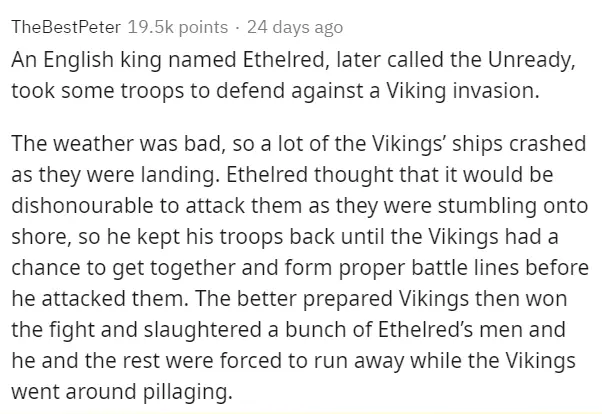 TheBestPeter 19.5k points · 24 days ago
An English king named Ethelred, later called the Unready,
took some troops to defend against a Viking invasion.
The weather was bad, so a lot of the Vikings’ ships crashed
as they were landing. Ethelred thought that it would be
dishonourable to attack them as they were stumbling onto
shore, so he kept his troops back until the Vikings had a
chance to get together and form proper battle lines before
he attacked them. The better prepared Vikings then won
the fight and slaughtered a bunch of Ethelred’s men and
he and the rest were forced to run away while the Vikings
went around pillaging.